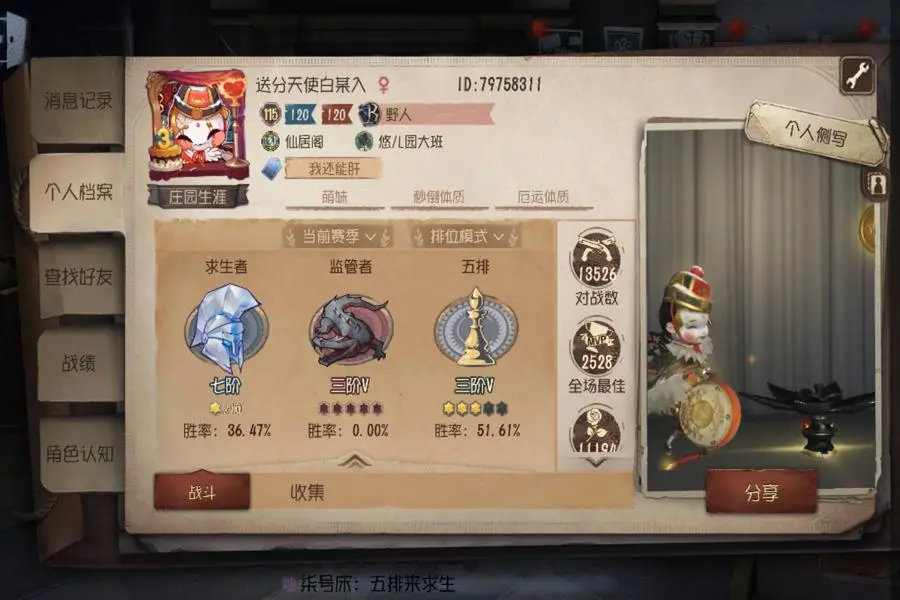 消息记录
个人档案
查找好友
战绩
角色认知
送分天使白某入 ♀ ID:79758311
115 120 120 野人
仙居阁 悠儿园大班
我还能肝
庄园生涯
萌妹 秒倒体质 厄运体质
当前赛季 排位模式
求生者 监管者 五排
七阶 三阶V 三阶V
胜率: 36.47% 胜率: 0.00% 胜率: 51.61%
13526
对战数
MVP
2528
全场最佳
战斗 收集
个人侧写
分享
柒号床: 五排来求生